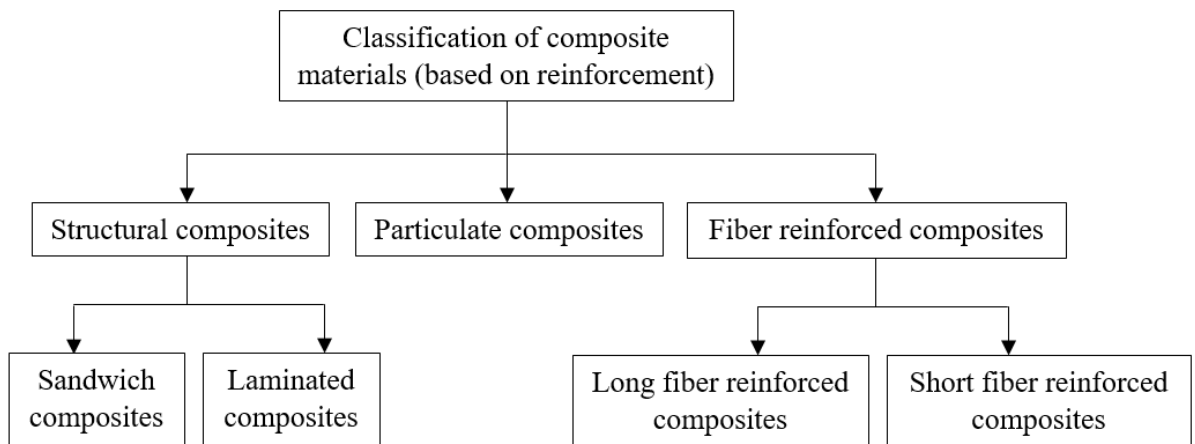 Classification of composite
materials (based on reinforcement)
Structural composites
Particulate composites
Fiber reinforced composites
Sandwich
composites
Laminated
composites
Long fiber reinforced
composites
Short fiber reinforced
composites